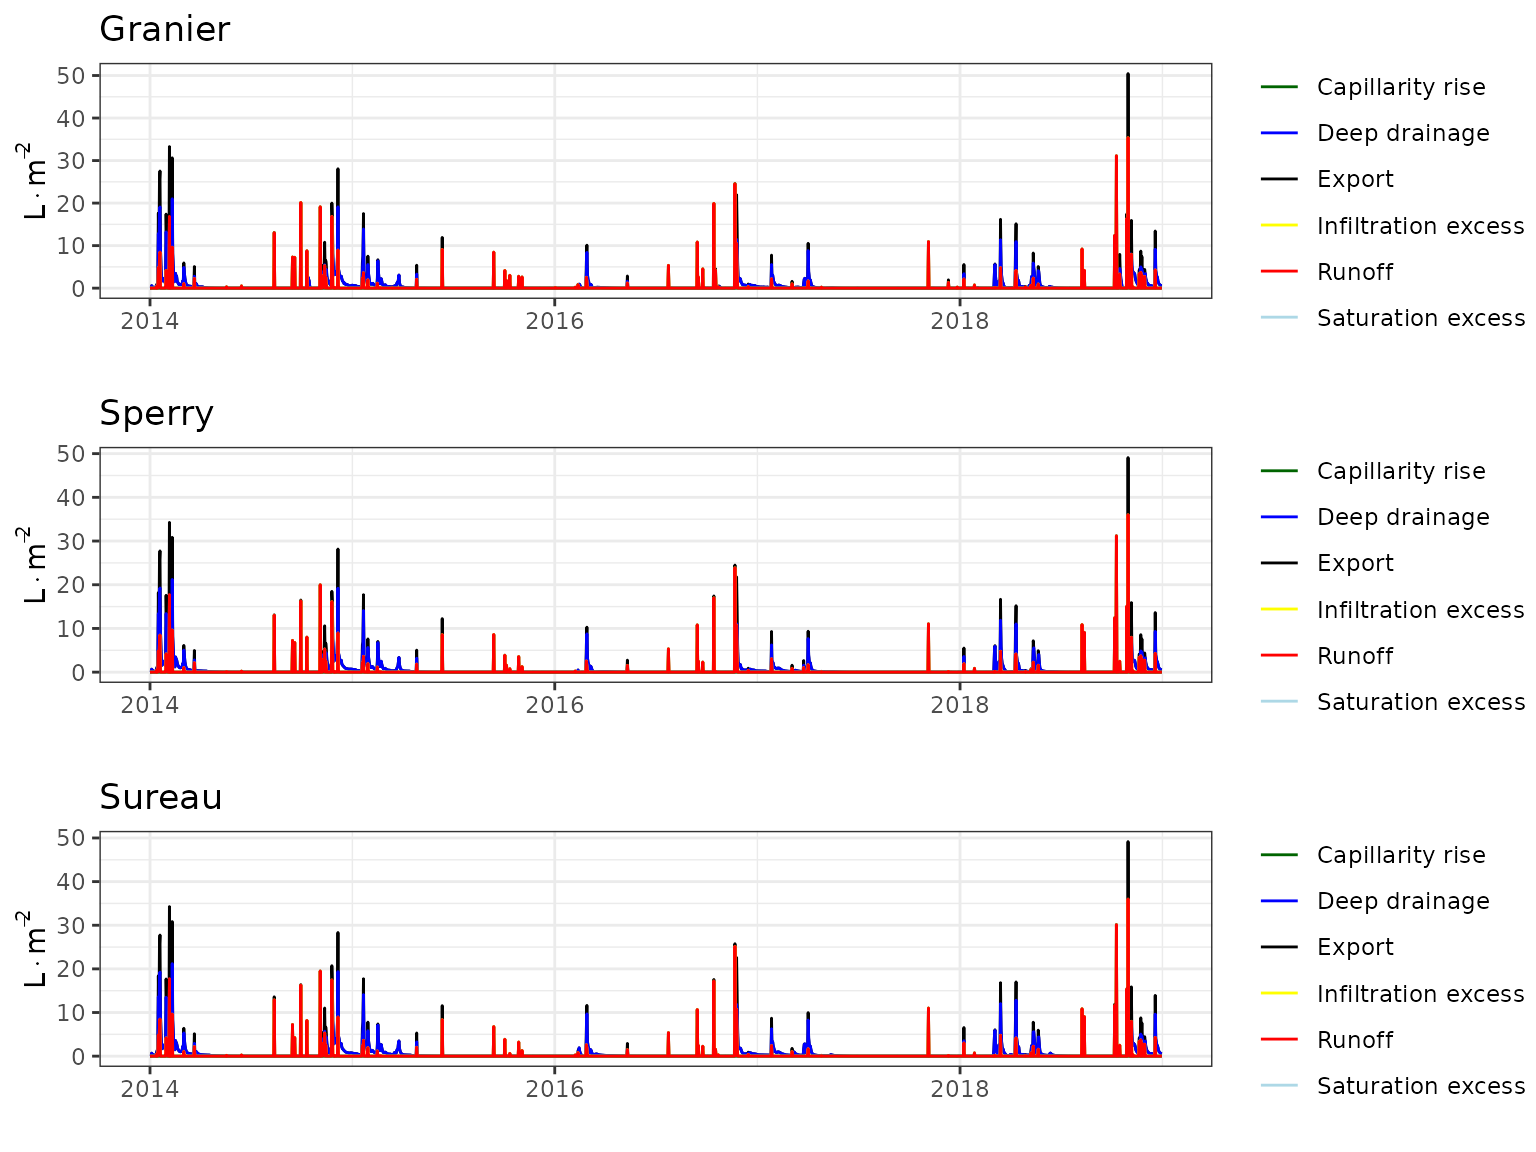 Granier
50
40
30
20
10
0
L·m⁻²
2014
2016
2018
Capillarity rise
Deep drainage
Export
Infiltration excess
Runoff
Saturation excess
Sperry
50
40
30
20
10
0
L·m⁻²
2014
2016
2018
Capillarity rise
Deep drainage
Export
Infiltration excess
Runoff
Saturation excess
Sureau
50
40
30
20
10
0
L·m⁻²
2014
2016
2018
Capillarity rise
Deep drainage
Export
Infiltration excess
Runoff
Saturation excess